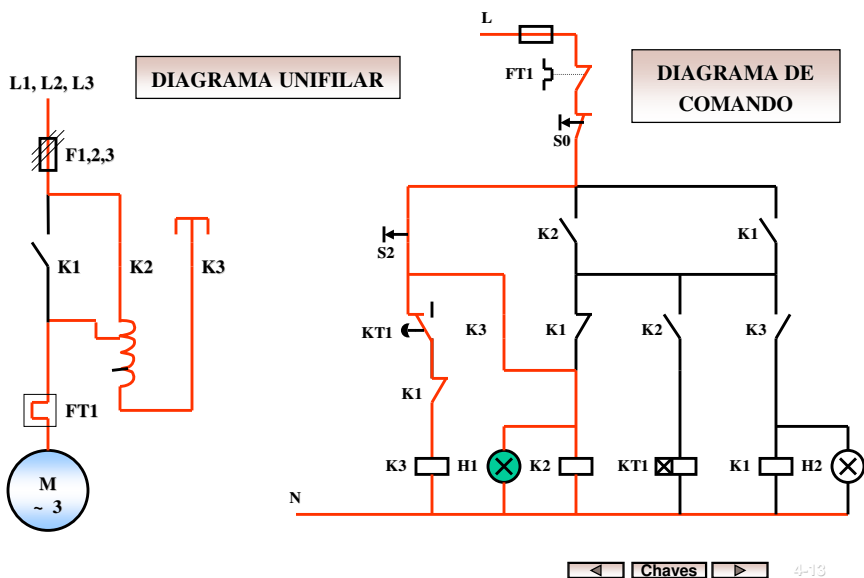 L
DIAGRAMA UNIFILAR
DIAGRAMA DE
COMANDO
L1, L2, L3
FT1
F1,2,3
S0
K1
K2
K3
S2
K2
K1
KT1
K3
K1
K2
K3
K1
FT1
M
~ 3
K3
H1
K2
KT1
K1
H2
N
Chaves
4-13